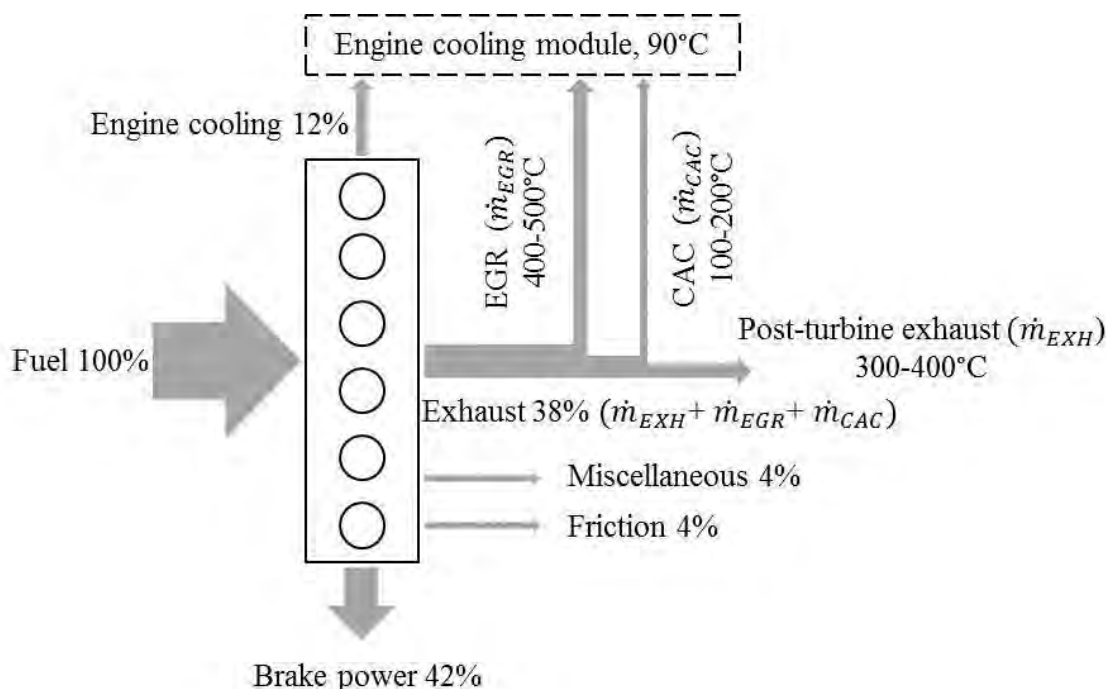 Engine cooling module, 90°C
Engine cooling 12%
EGR (ṁ_EGR)
400-500°C
CAC (ṁ_CAC)
100-200°C
Fuel 100%
Post-turbine exhaust (ṁ_EXH)
300-400°C
Exhaust 38% (ṁ_EXH + ṁ_EGR + ṁ_CAC)
Miscellaneous 4%
Friction 4%
Brake power 42%